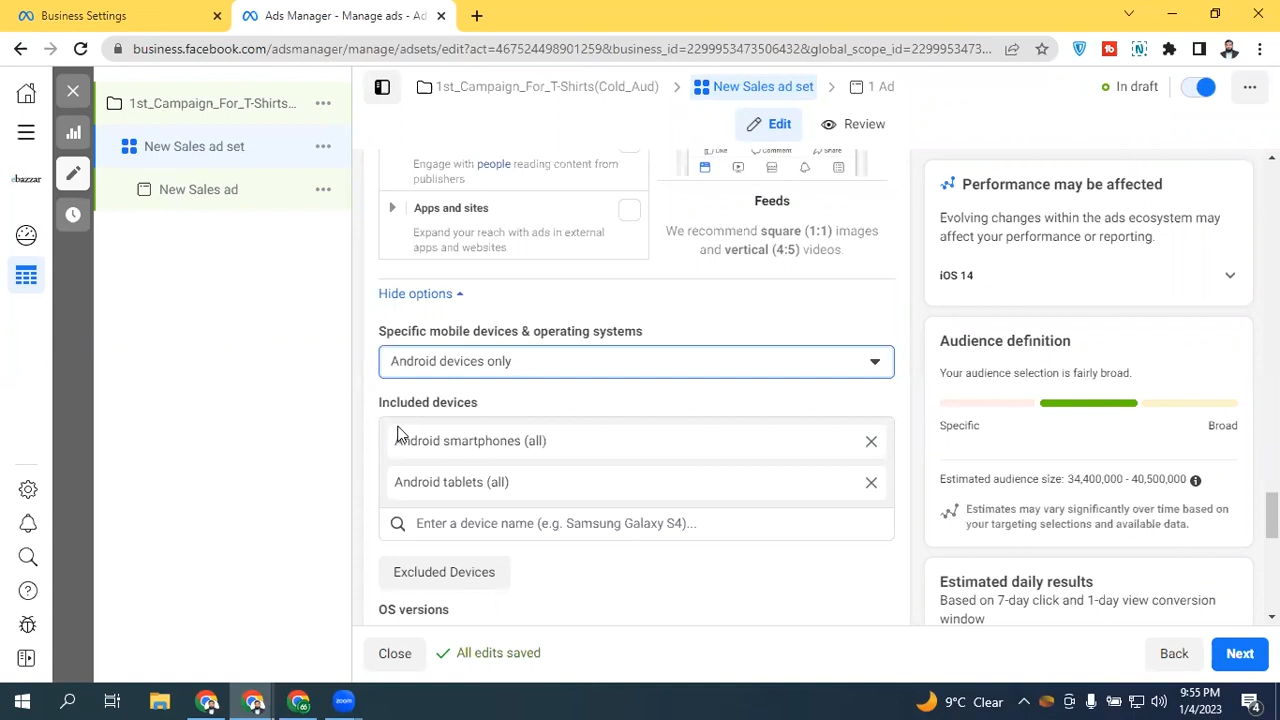 Business Settings
Ads Manager - Manage ads - Ad
business.facebook.com/adsmanager/manage/adsets/edit?act=467524498901259&business_id=2299953473506432&global_scope_id=2299953473...
1st_Campaign_For_T-Shirts(Cold_Aud)
New Sales ad set
1 Ad
In draft
Edit
Review
1st_Campaign_For_T-Shirts...
New Sales ad set
New Sales ad
ebazzar
Engage with people reading content from
publishers
Apps and sites
Expand your reach with ads in external
apps and websites
Like
Comment
Share
Feeds
We recommend square (1:1) images
and vertical (4:5) videos.
Hide options
Specific mobile devices & operating systems
Android devices only
Included devices
Android smartphones (all)
Android tablets (all)
Enter a device name (e.g. Samsung Galaxy S4)...
Excluded Devices
OS versions
Close
All edits saved
Back
Next
Performance may be affected
Evolving changes within the ads ecosystem may
affect your performance or reporting.
iOS 14
Audience definition
Your audience selection is fairly broad.
Specific
Broad
Estimated audience size: 34,400,000 - 40,500,000
Estimates may vary significantly over time based on
your targeting selections and available data.
Estimated daily results
Based on 7-day click and 1-day view conversion
window
zoom
9°C Clear
9:55 PM
1/4/2023
4